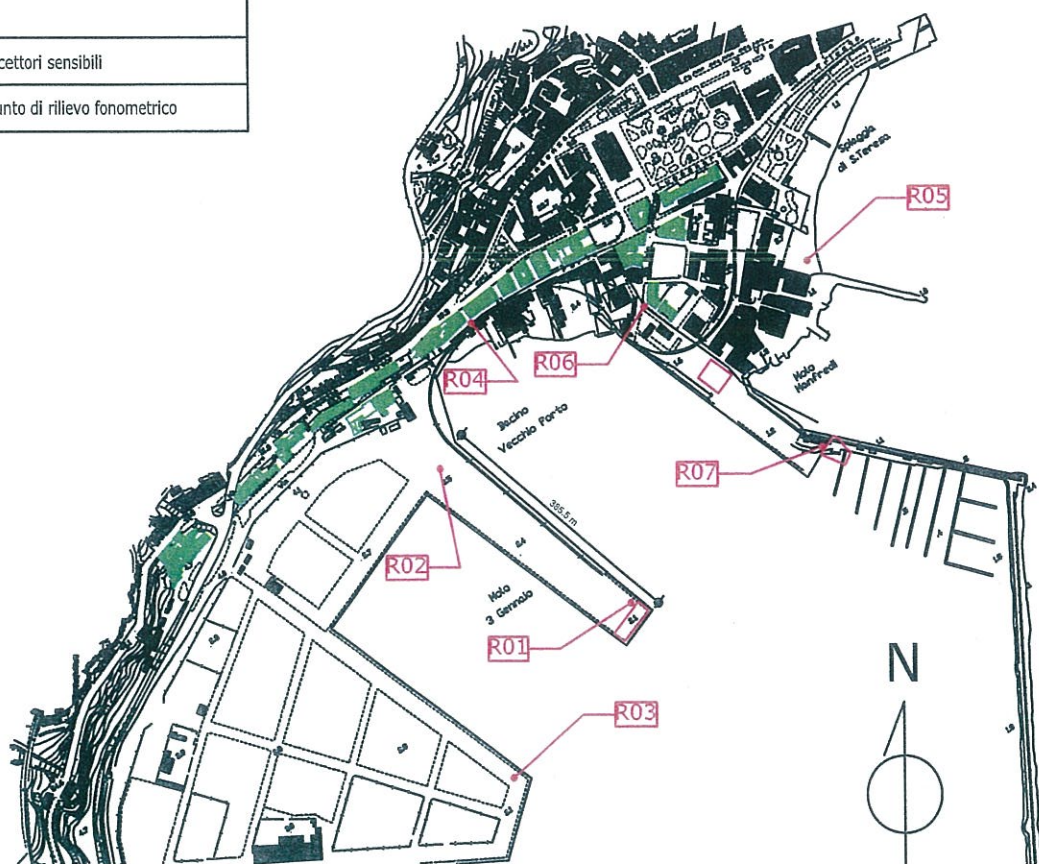 cettori sensibili
unto di rilievo fonometrico
Spiaggia
di S.Teresa
R05
R04
R06
Molo
Manfredi
Bacino
Vecchio Porto
R07
385.5 m
R02
Molo
3 Gennaio
R01
N
R03